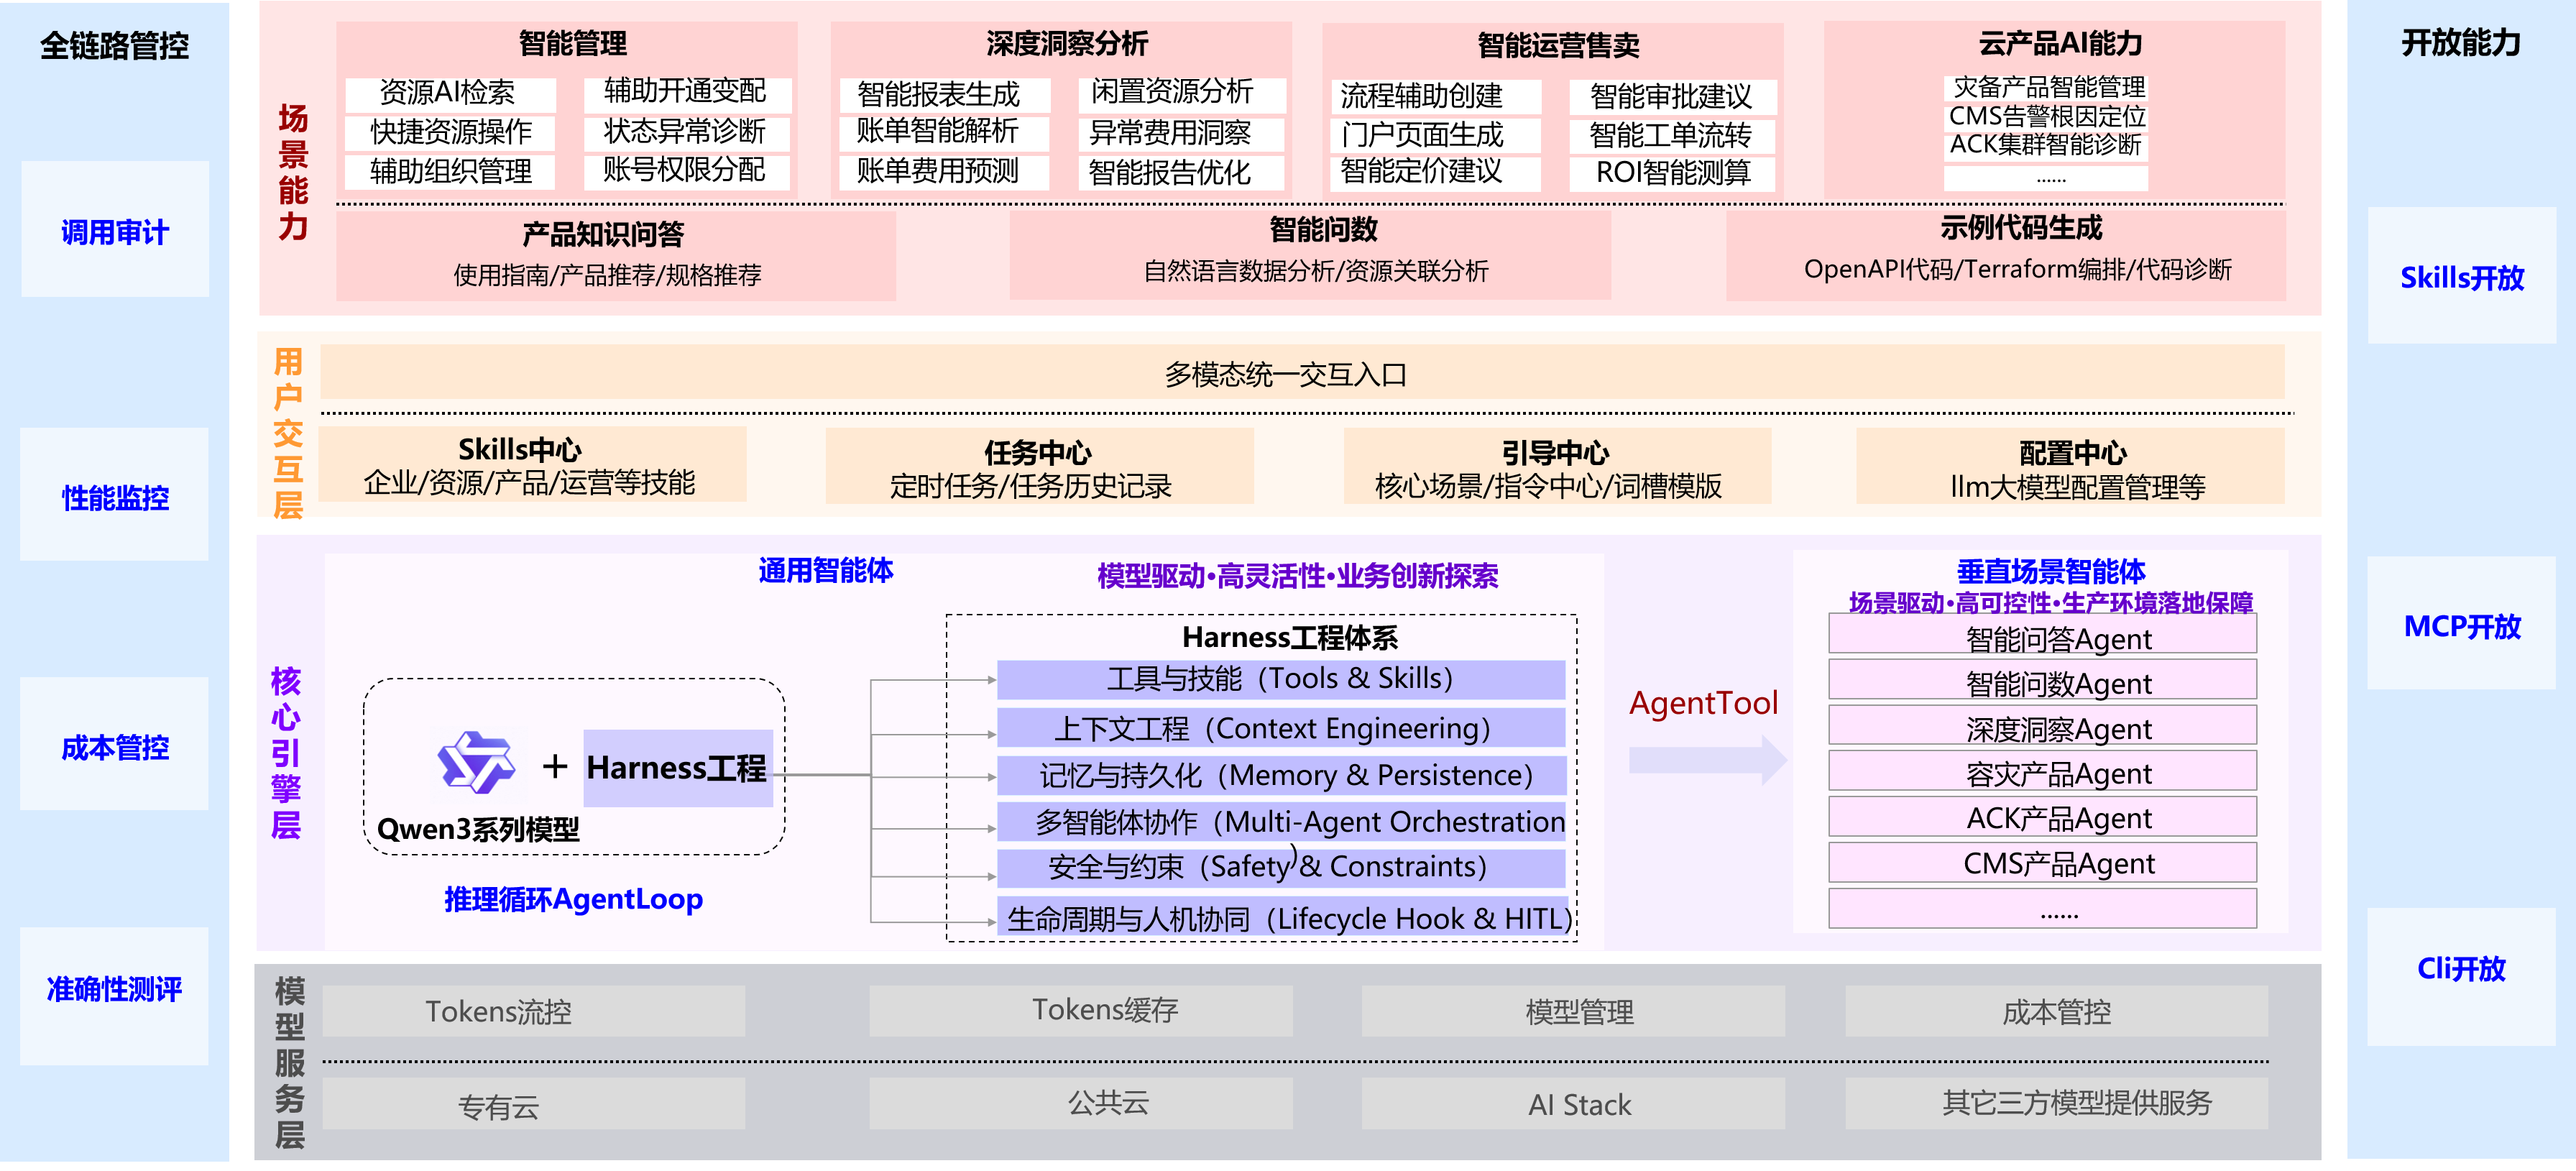 全链路管控
调用审计
性能监控
成本管控
准确性测评
场景能力
智能管理
资源AI检索
辅助开通变配
快捷资源操作
状态异常诊断
辅助组织管理
账号权限分配
深度洞察分析
智能报表生成
闲置资源分析
账单智能解析
异常费用洞察
账单费用预测
智能报告优化
智能运营售卖
流程辅助创建
智能审批建议
门户页面生成
智能工单流转
智能定价建议
ROI智能测算
云产品AI能力
灾备产品智能管理
CMS告警根因定位
ACK集群智能诊断
......
产品知识问答
使用指南/产品推荐/规格推荐
智能问数
自然语言数据分析/资源关联分析
示例代码生成
OpenAPI代码/Terraform编排/代码诊断
用户交互层
多模态统一交互入口
Skills中心
企业/资源/产品/运营等技能
任务中心
定时任务/任务历史记录
引导中心
核心场景/指令中心/词槽模版
配置中心
llm大模型配置管理等
核心引擎层
通用智能体
模型驱动·高灵活性·业务创新探索
+
Harness工程
Qwen3系列模型
推理循环AgentLoop
Harness工程体系
工具与技能（Tools & Skills）
上下文工程（Context Engineering）
记忆与持久化（Memory & Persistence）
多智能体协作（Multi-Agent Orchestration
）
安全与约束（Safety & Constraints）
生命周期与人机协同（Lifecycle Hook & HITL）
AgentTool
垂直场景智能体
场景驱动·高可控性·生产环境落地保障
智能问答Agent
智能问数Agent
深度洞察Agent
容灾产品Agent
ACK产品Agent
CMS产品Agent
......
模型服务层
Tokens流控
Tokens缓存
模型管理
成本管控
专有云
公共云
AI Stack
其它三方模型提供服务
开放能力
Skills开放
MCP开放
Cli开放